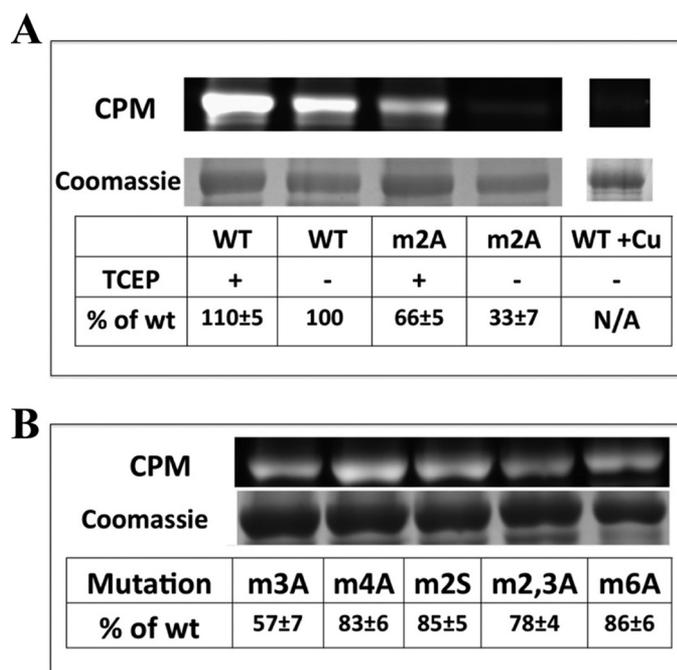 A
CPM
Coomassie
WT WT m2A m2A WT +Cu
TCEP + - + - -
% of wt 110±5 100 66±5 33±7 N/A
B
CPM
Coomassie
Mutation m3A m4A m2S m2,3A m6A
% of wt 57±7 83±6 85±5 78±4 86±6